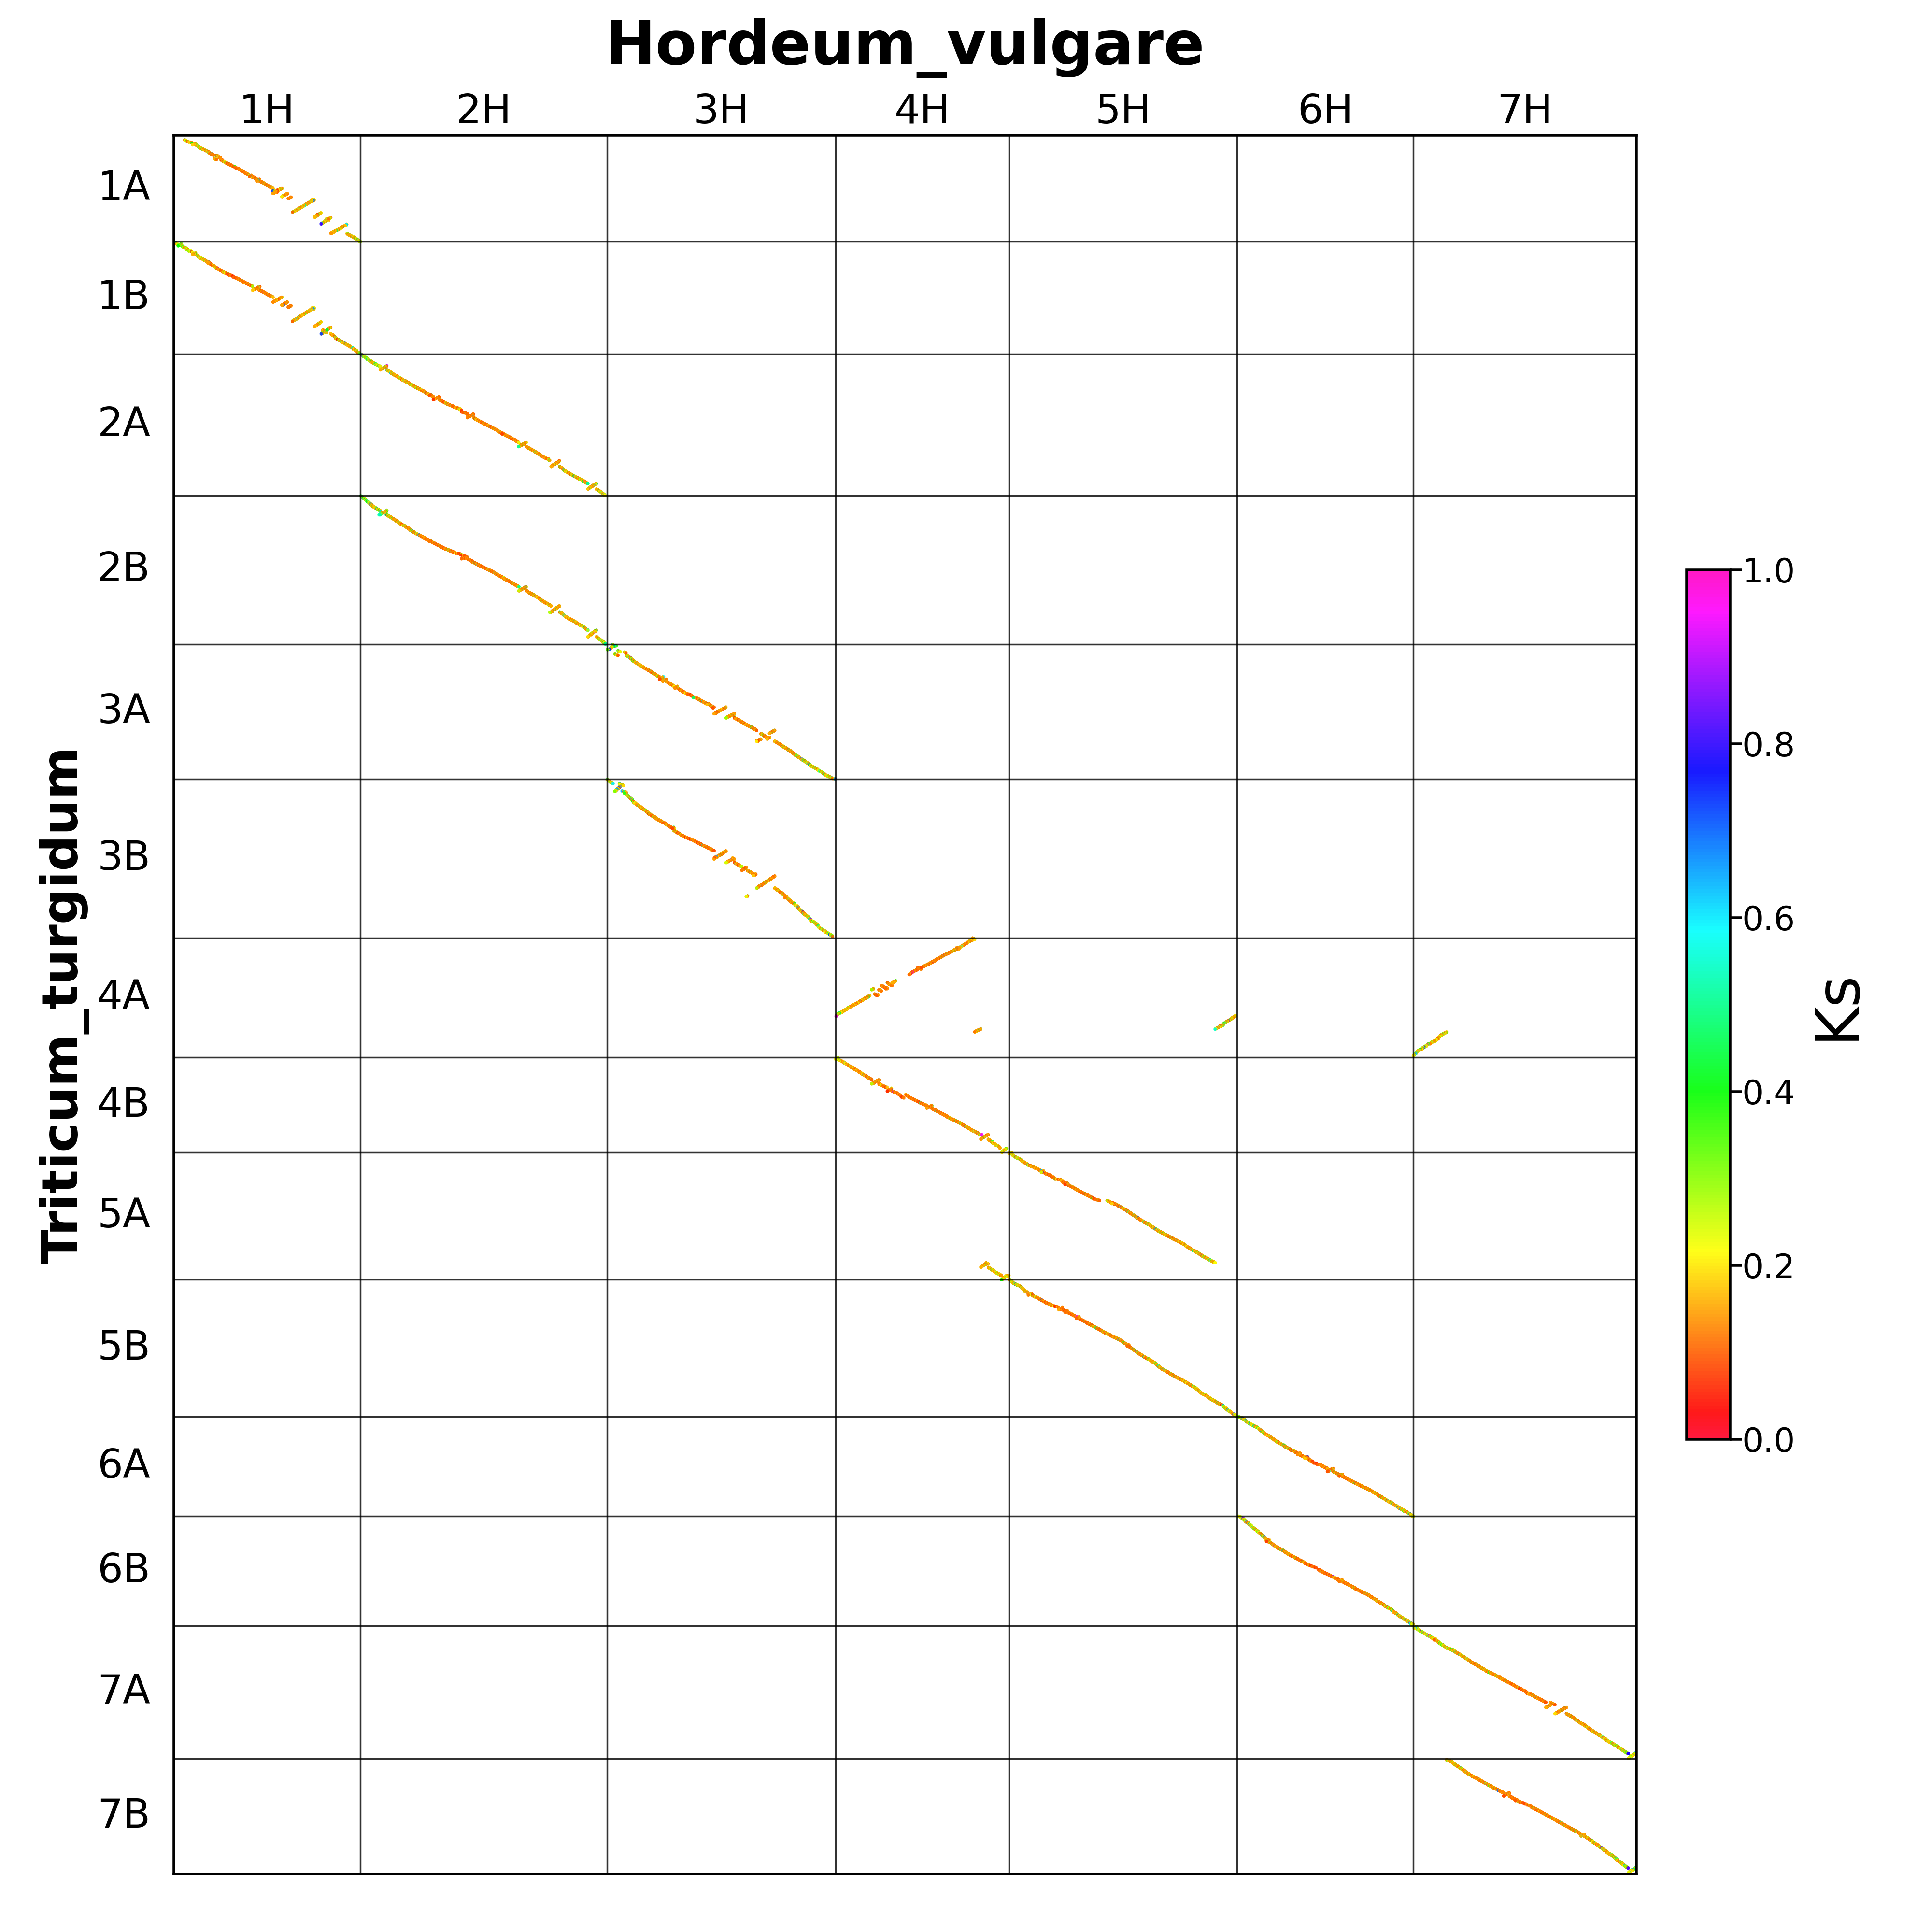 Hordeum_vulgare
1H 2H 3H 4H 5H 6H 7H
Triticum_turgidum
1A
1B
2A
2B
3A
3B
4A
4B
5A
5B
6A
6B
7A
7B
1.0
0.8
0.6
0.4
0.2
0.0
Ks